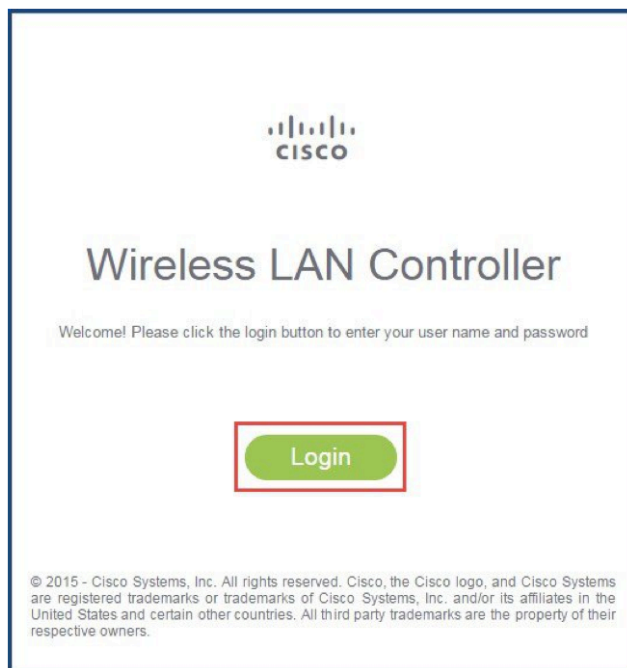 CISCO
Wireless LAN Controller
Welcome! Please click the login button to enter your user name and password
Login
© 2015 - Cisco Systems, Inc. All rights reserved. Cisco, the Cisco logo, and Cisco Systems
are registered trademarks or trademarks of Cisco Systems, Inc. and/or its affiliates in the
United States and certain other countries. All third party trademarks are the property of their
respective owners.